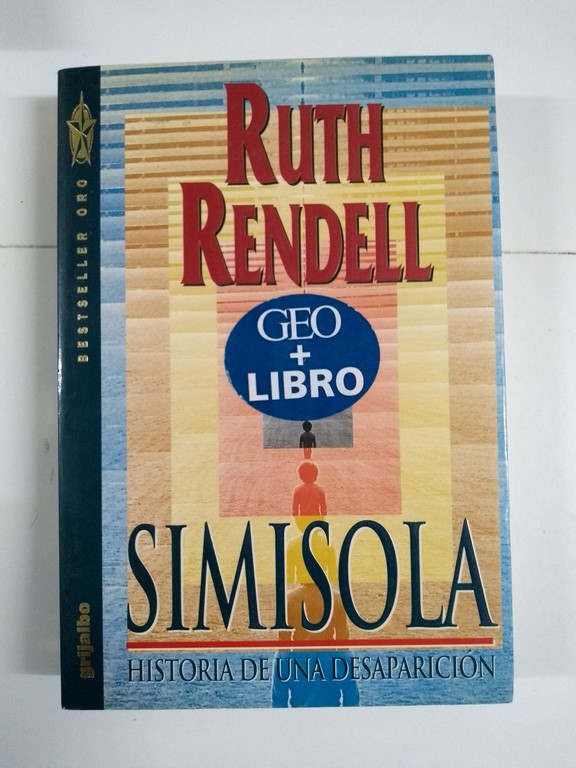 RUTH
RENDELL
GEO
+
LIBRO
SIMISOLA
HISTORIA DE UNA DESAPARICIÓN
BESTSELLER ORO
grijalbo